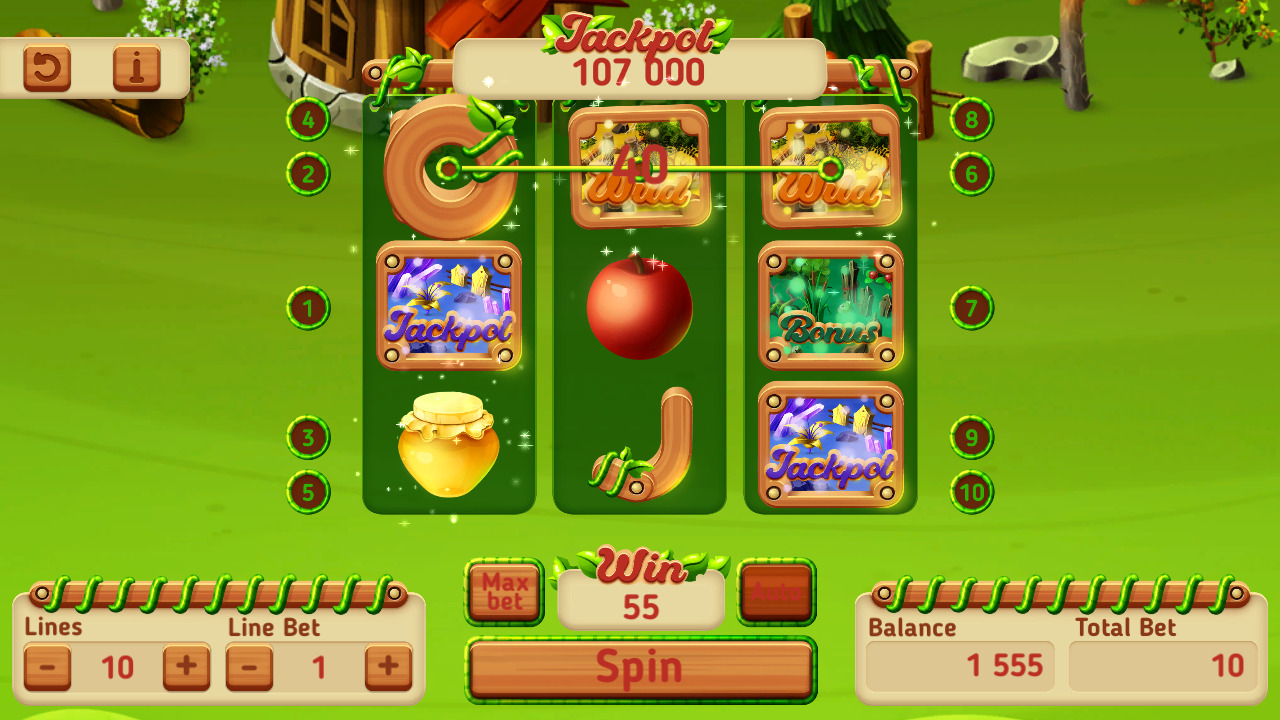 Jackpot
107 000
4
8
2
6
40
Wild
Wild
1
7
Jackpot
Bonus
3
9
Jackpot
5
10
Max
bet
Win
55
Auto
Lines
Line Bet
- 10 +
- 1 +
Spin
Balance
Total Bet
1 555
10